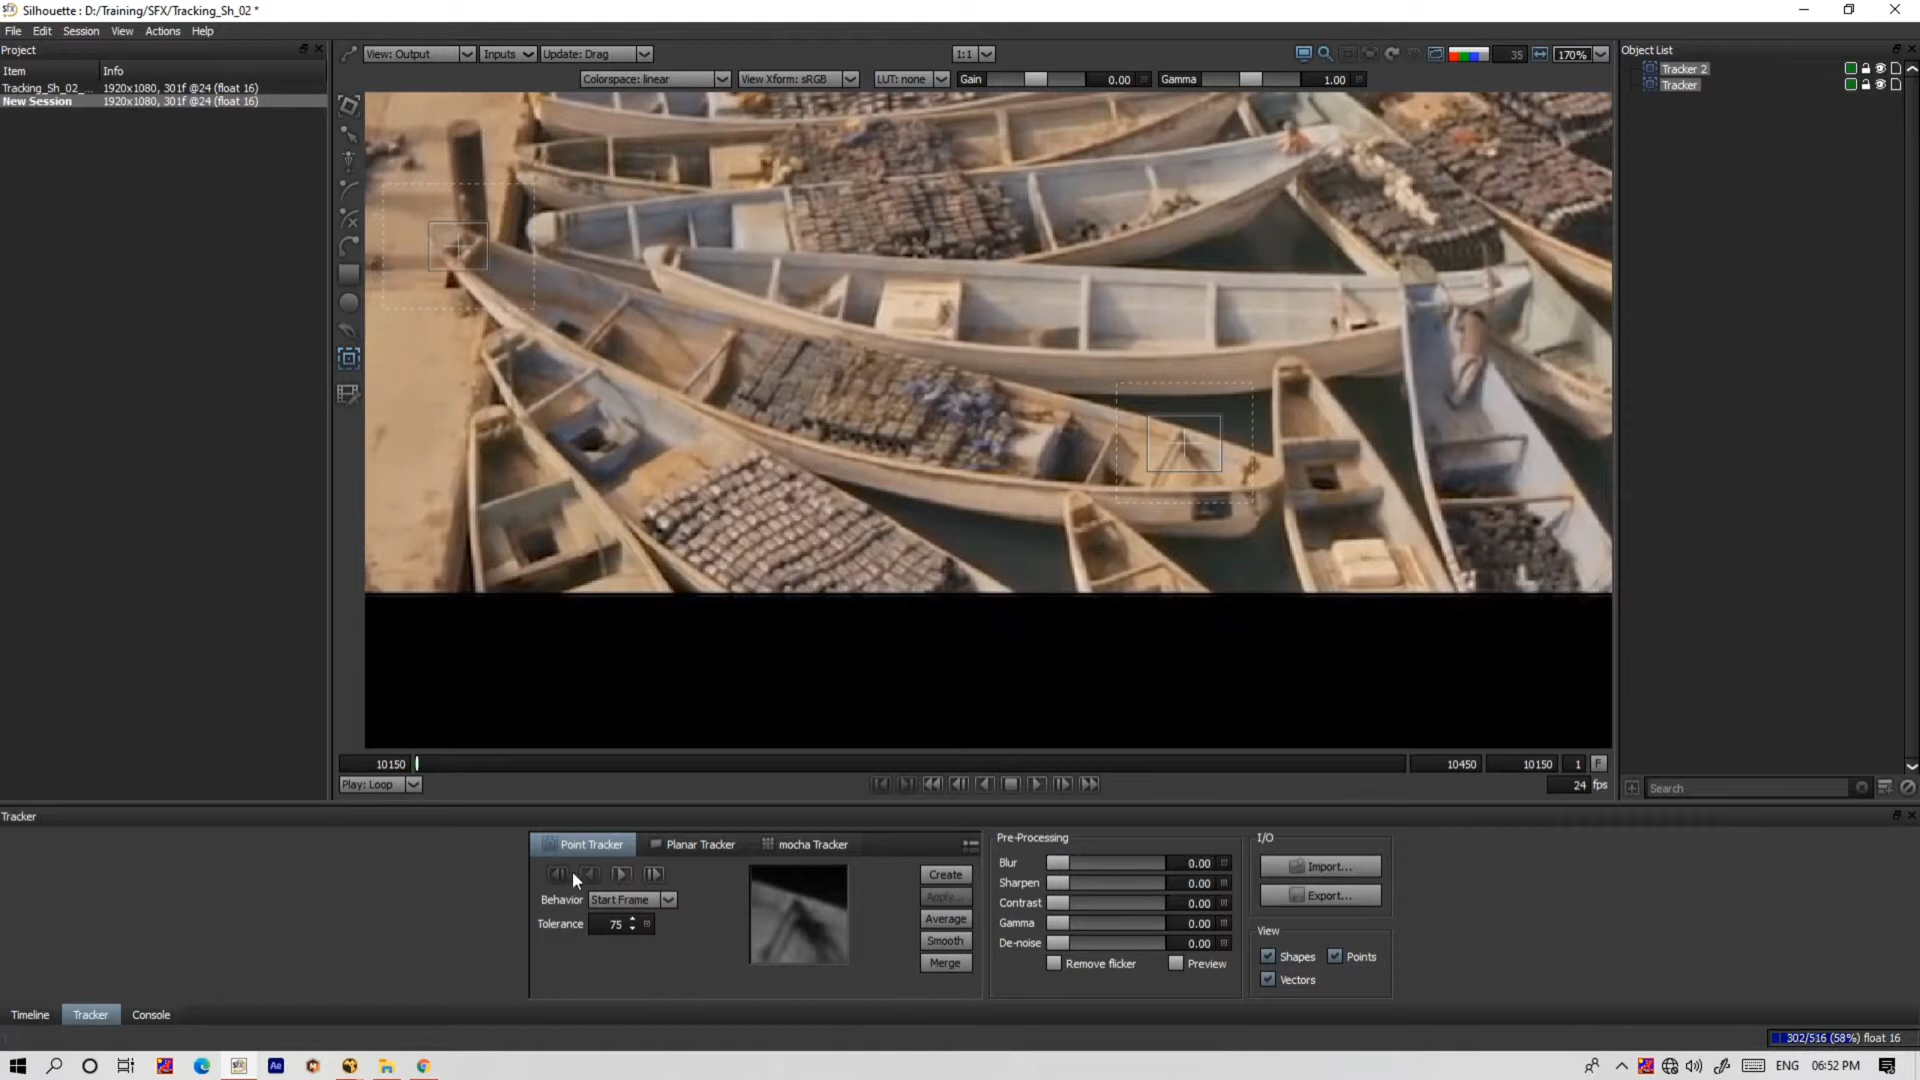 Silhouette : D:/Training/SFX/Tracking_Sh_02 *
File Edit Session View Actions Help
Project
Item Info
Tracking_Sh_02_... 1920x1080, 301f @24 (float 16)
New Session 1920x1080, 301f @24 (float 16)
View: Output Inputs Update: Drag 1:1 35 170%
Colorspace: linear View Xform: sRGB LUT: none Gain 0.00 Gamma 1.00
Object List
Tracker 2
Tracker
10150 10450 10150 1 F
Play: Loop 24 fps
Search
Tracker
Point Tracker Planar Tracker mocha Tracker
Behavior Start Frame
Tolerance 75
Create
Apply...
Average
Smooth
Merge
Pre-Processing
Blur 0.00
Sharpen 0.00
Contrast 0.00
Gamma 0.00
De-noise 0.00
Remove flicker Preview
I/O
Import...
Export...
View
Shapes Points
Vectors
Timeline Tracker Console
302/516 (58%) float 16
Ae
ENG 06:52 PM